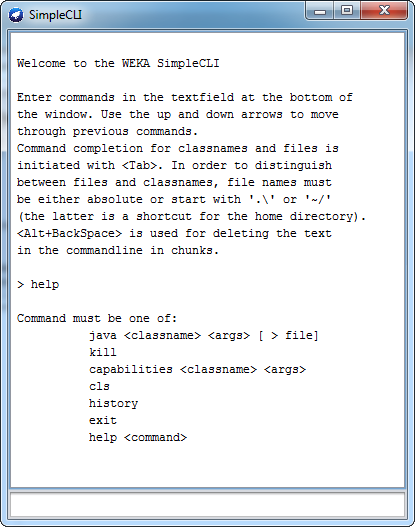 SimpleCLI
Welcome to the WEKA SimpleCLI
Enter commands in the textfield at the bottom of
the window. Use the up and down arrows to move
through previous commands.
Command completion for classnames and files is
initiated with <Tab>. In order to distinguish
between files and classnames, file names must
be either absolute or start with '.\' or '~/'
(the latter is a shortcut for the home directory).
<Alt+BackSpace> is used for deleting the text
in the commandline in chunks.
> help
Command must be one of:
java <classname> <args> [ > file]
kill
capabilities <classname> <args>
cls
history
exit
help <command>